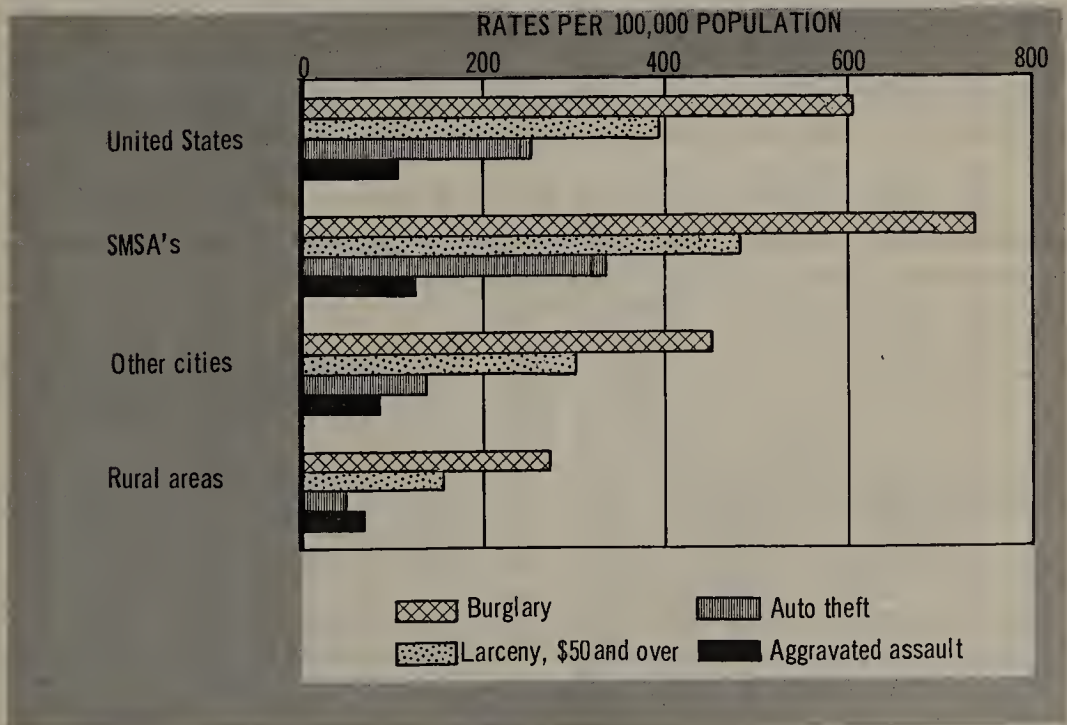 RATES PER 100,000 POPULATION
0 200 400 600 800
United States
SMSA's
Other cities
Rural areas
Burglary Auto theft
Larceny, $50 and over Aggravated assault